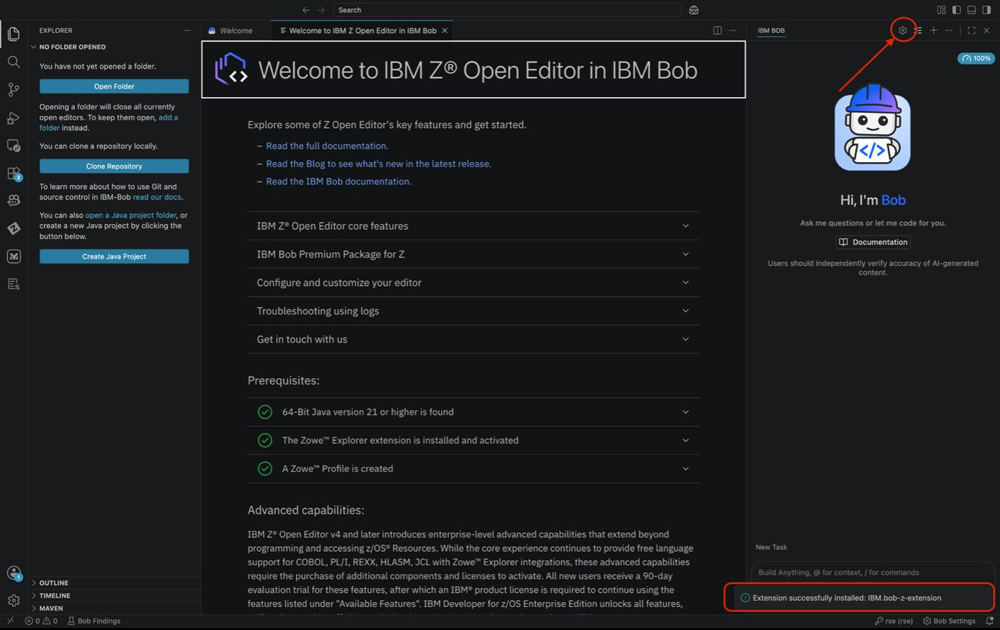 Search
EXPLORER
NO FOLDER OPENED
You have not yet opened a folder.
Open Folder
Opening a folder will close all currently
open editors. To keep them open, add a
folder instead.
You can clone a repository locally.
Clone Repository
To learn more about how to use Git and
source control in IBM-Bob read our docs.
You can also open a Java project folder, or
create a new Java project by clicking the
button below.
Create Java Project
2
1
OUTLINE
TIMELINE
MAVEN
Welcome
Welcome to IBM Z Open Editor in IBM Bob
Welcome to IBM Z® Open Editor in IBM Bob
Explore some of Z Open Editor's key features and get started.
– Read the full documentation.
– Read the Blog to see what's new in the latest release.
– Read the IBM Bob documentation.
IBM Z® Open Editor core features
IBM Bob Premium Package for Z
Configure and customize your editor
Troubleshooting using logs
Get in touch with us
Prerequisites:
64-Bit Java version 21 or higher is found
The Zowe™ Explorer extension is installed and activated
A Zowe™ Profile is created
Advanced capabilities:
IBM Z® Open Editor v4 and later introduces enterprise-level advanced capabilities that extend beyond
programming and accessing z/OS® Resources. While the core experience continues to provide free language
support for COBOL, PL/I, REXX, HLASM, JCL with Zowe™ Explorer integrations, these advanced capabilities
require the purchase of additional components and licenses to activate. All new users receive a 90-day
evaluation trial for these features, after which an IBM® product license is required to continue using the
features listed under "Available Features". IBM Developer for z/OS Enterprise Edition unlocks all features,
IBM BOB
100%
</>
Hi, I'm Bob
Ask me questions or let me code for you.
Documentation
Users should independently verify accuracy of AI-generated
content.
New Task
Build Anything, @ for context, / for commands
Extension successfully installed: IBM.bob-z-extension
0 0 Bob Findings
rse (rse) Bob Settings